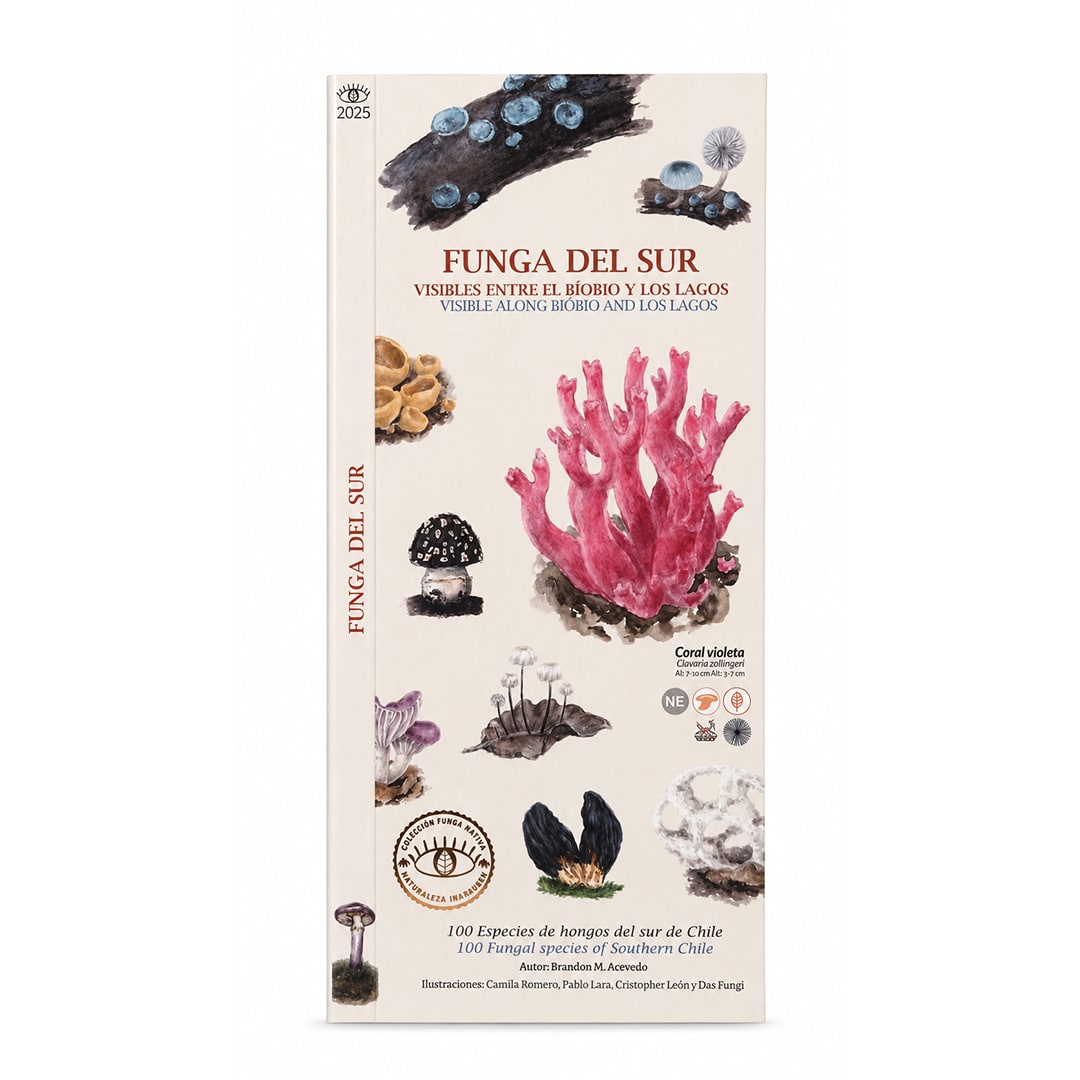 2025
FUNGA DEL SUR
FUNGA DEL SUR
VISIBLES ENTRE EL BÍOBIO Y LOS LAGOS
VISIBLE ALONG BIÓBIO AND LOS LAGOS
Coral violeta
Clavaria zollingeri
Al: 7-10 cm Alt: 3-7 cm
NE
COLECCIÓN FUNGA NATIVA
NATURALEZA INARAUBEN
100 Especies de hongos del sur de Chile
100 Fungal species of Southern Chile
Autor: Brandon M. Acevedo
Ilustraciones: Camila Romero, Pablo Lara, Cristopher León y Das Fungi